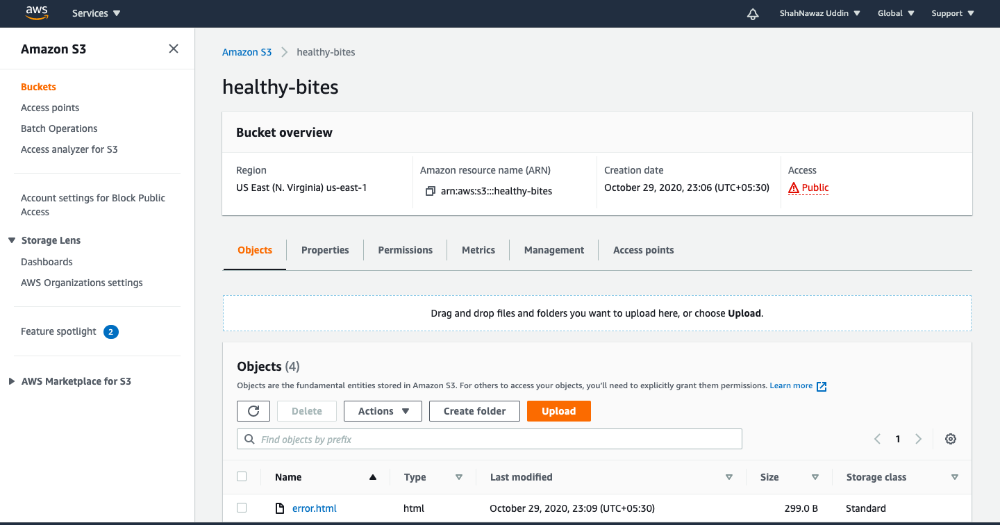 aws Services ShahNawaz Uddin Global Support
Amazon S3
Buckets
Access points
Batch Operations
Access analyzer for S3
Account settings for Block Public
Access
Storage Lens
Dashboards
AWS Organizations settings
Feature spotlight 2
AWS Marketplace for S3
Amazon S3 healthy-bites
healthy-bites
Bucket overview
Region
US East (N. Virginia) us-east-1
Amazon resource name (ARN)
arn:aws:s3:::healthy-bites
Creation date
October 29, 2020, 23:06 (UTC+05:30)
Access
Public
Objects Properties Permissions Metrics Management Access points
Drag and drop files and folders you want to upload here, or choose Upload.
Objects (4)
Objects are the fundamental entities stored in Amazon S3. For others to access your objects, you'll need to explicitly grant them permissions. Learn more
Delete Actions Create folder Upload
Find objects by prefix 1
Name Type Last modified Size Storage class
error.html html October 29, 2020, 23:09 (UTC+05:30) 299.0 B Standard